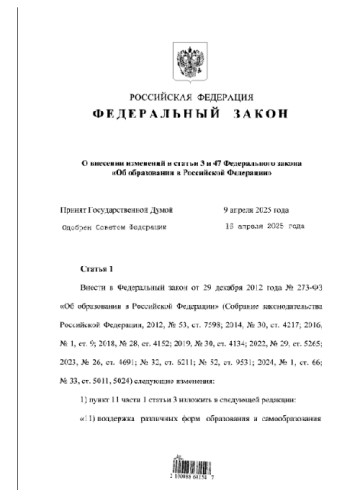 РОССИЙСКАЯ ФЕДЕРАЦИЯ
ФЕДЕРАЛЬНЫЙ ЗАКОН
О внесении изменений в статьи 3 и 47 Федерального закона
«Об образовании в Российской Федерации»
Принят Государственной Думой 9 апреля 2025 года
Одобрен Советом Федерации 16 апреля 2025 года
Статья 1
Внести в Федеральный закон от 29 декабря 2012 года № 273-ФЗ
«Об образовании в Российской Федерации» (Собрание законодательства
Российской Федерации, 2012, № 53, ст. 7598; 2014, № 30, ст. 4217; 2016,
№ 1, ст. 9; 2018, № 28, ст. 4152; 2019, № 30, ст. 4134; 2022, № 29, ст. 5265;
2023, № 26, ст. 4691; № 32, ст. 6211; № 52, ст. 9531; 2024, № 1, ст. 66;
№ 33, ст. 5011, 5024) следующие изменения:
1) пункт 11 части 1 статьи 3 изложить в следующей редакции:
«11) поддержка различных форм образования и самообразования